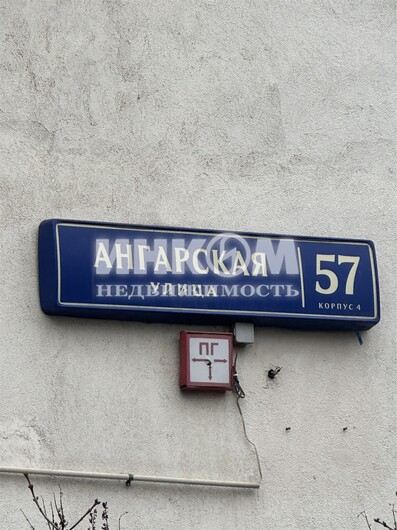 АНГАРСКАЯ
УЛИЦА
57
КОРПУС 4
ИНКОМ
НЕДВИЖИМОСТЬ
ПГ